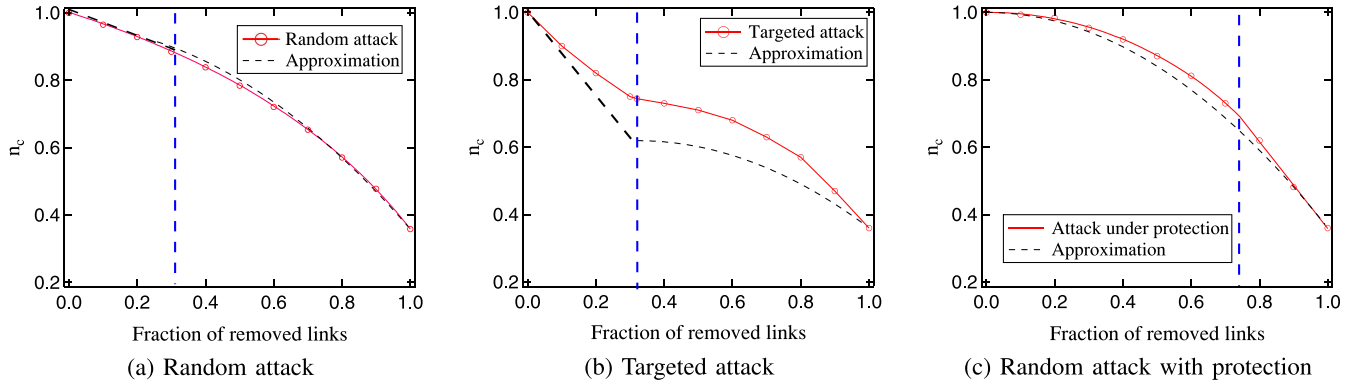 1.0
0.8
0.6
0.4
0.2
n_c
0.0 0.2 0.4 0.6 0.8 1.0
Fraction of removed links
Random attack
Approximation
(a) Random attack
1.0
0.8
0.6
0.4
0.2
n_c
0.0 0.2 0.4 0.6 0.8 1.0
Fraction of removed links
Targeted attack
Approximation
(b) Targeted attack
1.0
0.8
0.6
0.4
0.2
n_c
0.0 0.2 0.4 0.6 0.8 1.0
Fraction of removed links
Attack under protection
Approximation
(c) Random attack with protection